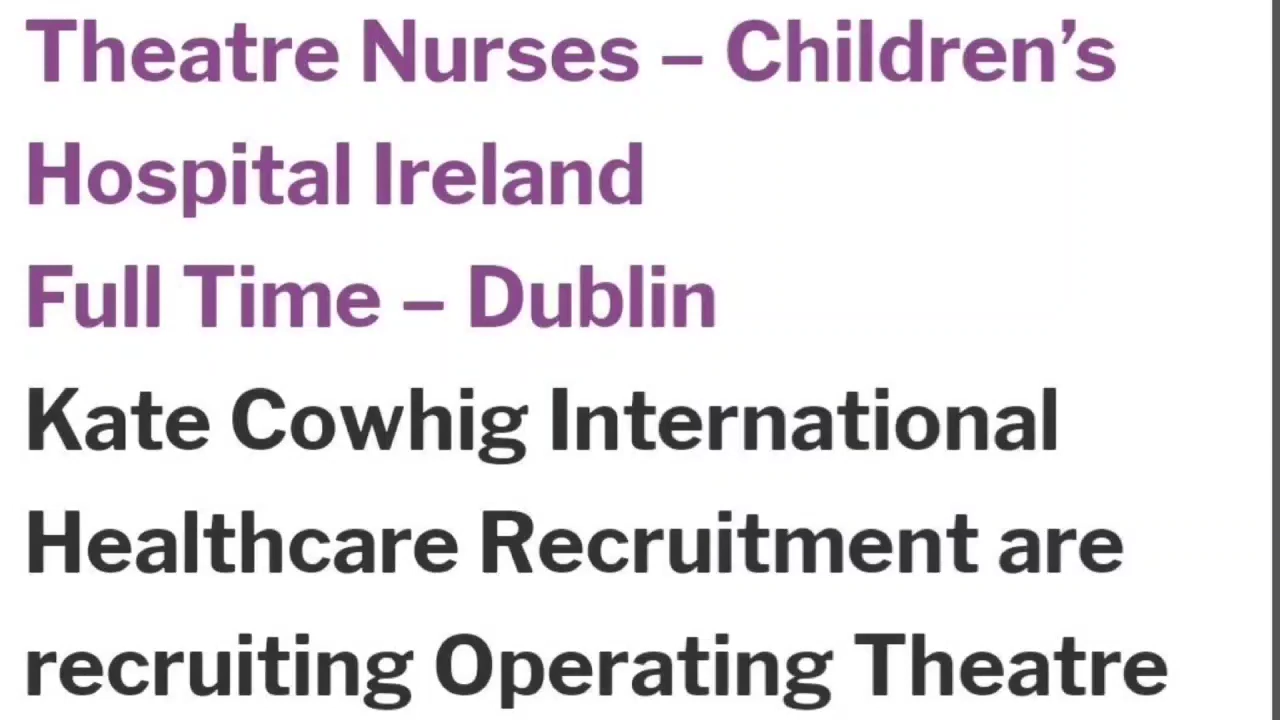 Theatre Nurses – Children’s
Hospital Ireland
Full Time – Dublin
Kate Cowhig International
Healthcare Recruitment are
recruiting Operating Theatre